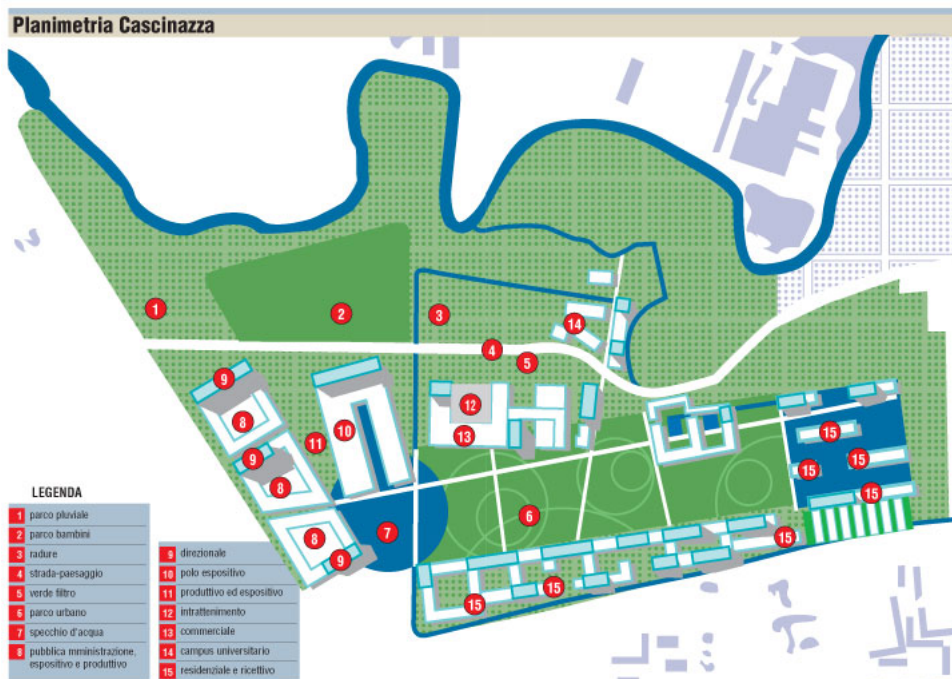 Planimetria Cascinazza
1
2
3
4
5
14
9
8
12
10
13
11
9
8
15
15
15
15
6
8
7
9
15
15
15
LEGENDA
1 parco pluviale
2 parco bambini
3 radure
4 strada-paesaggio
5 verde filtro
6 parco urbano
7 specchio d'acqua
8 pubblica mministrazione,
espositivo e produttivo
9 direzionale
10 polo espositivo
11 produttivo ed espositivo
12 intrattenimento
13 commerciale
14 campus universitario
15 residenziale e ricettivo